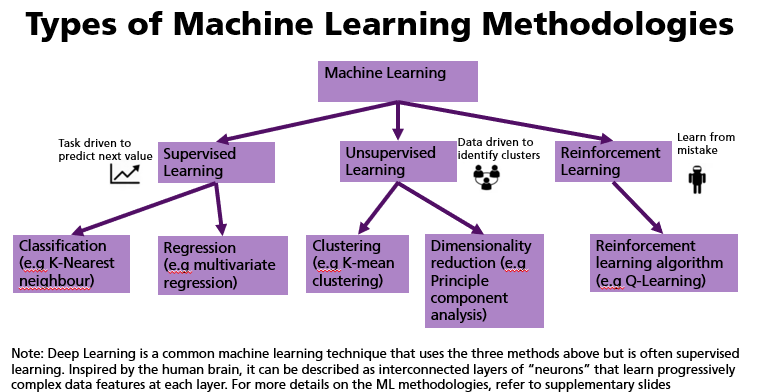 Types of Machine Learning Methodologies
Machine Learning
Task driven to
predict next value
Supervised
Learning
Unsupervised
Learning
Data driven to
identify clusters
Reinforcement
Learning
Learn from
mistake
Classification
(e.g K-Nearest
neighbour)
Regression
(e.g multivariate
regression)
Clustering
(e.g K-mean
clustering)
Dimensionality
reduction (e.g
Principle
component
analysis)
Reinforcement
learning algorithm
(e.g Q-Learning)
Note: Deep Learning is a common machine learning technique that uses the three methods above but is often supervised
learning. Inspired by the human brain, it can be described as interconnected layers of “neurons” that learn progressively
complex data features at each layer. For more details on the ML methodologies, refer to supplementary slides